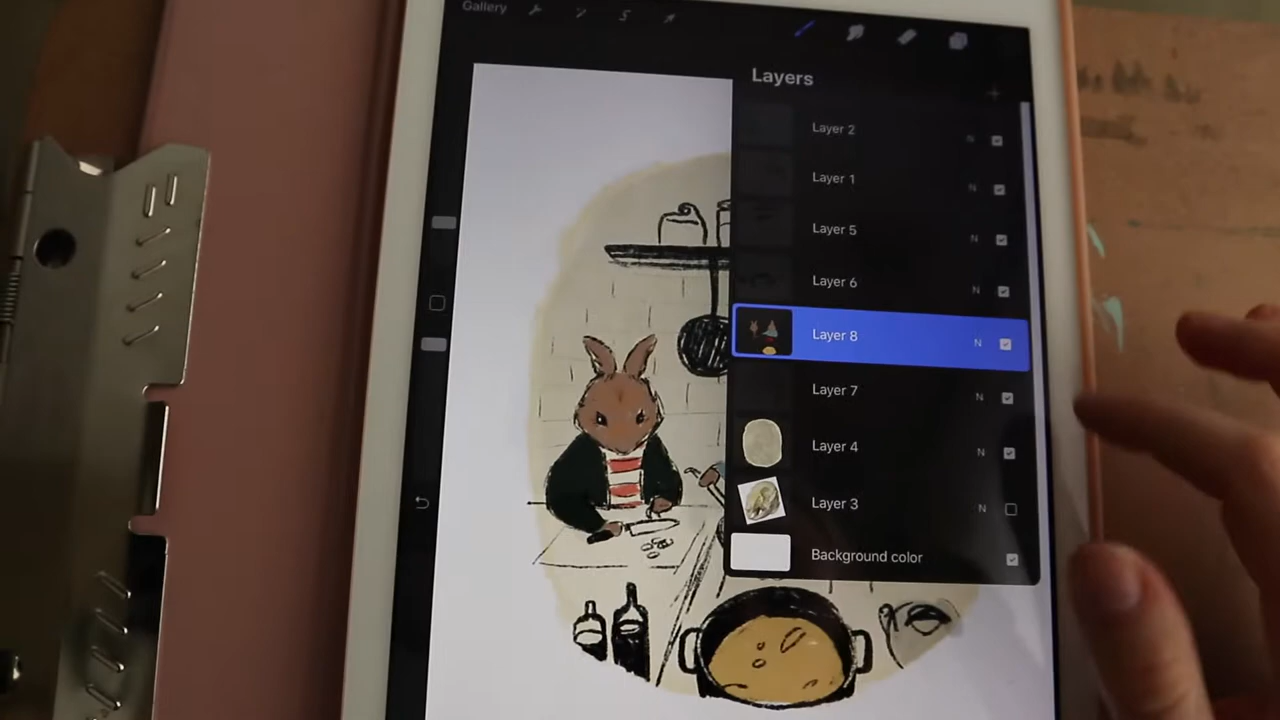 Gallery
Layers
Layer 2
N
Layer 1
N
Layer 5
N
Layer 6
N
Layer 8
N
Layer 7
N
Layer 4
N
Layer 3
N
Background color